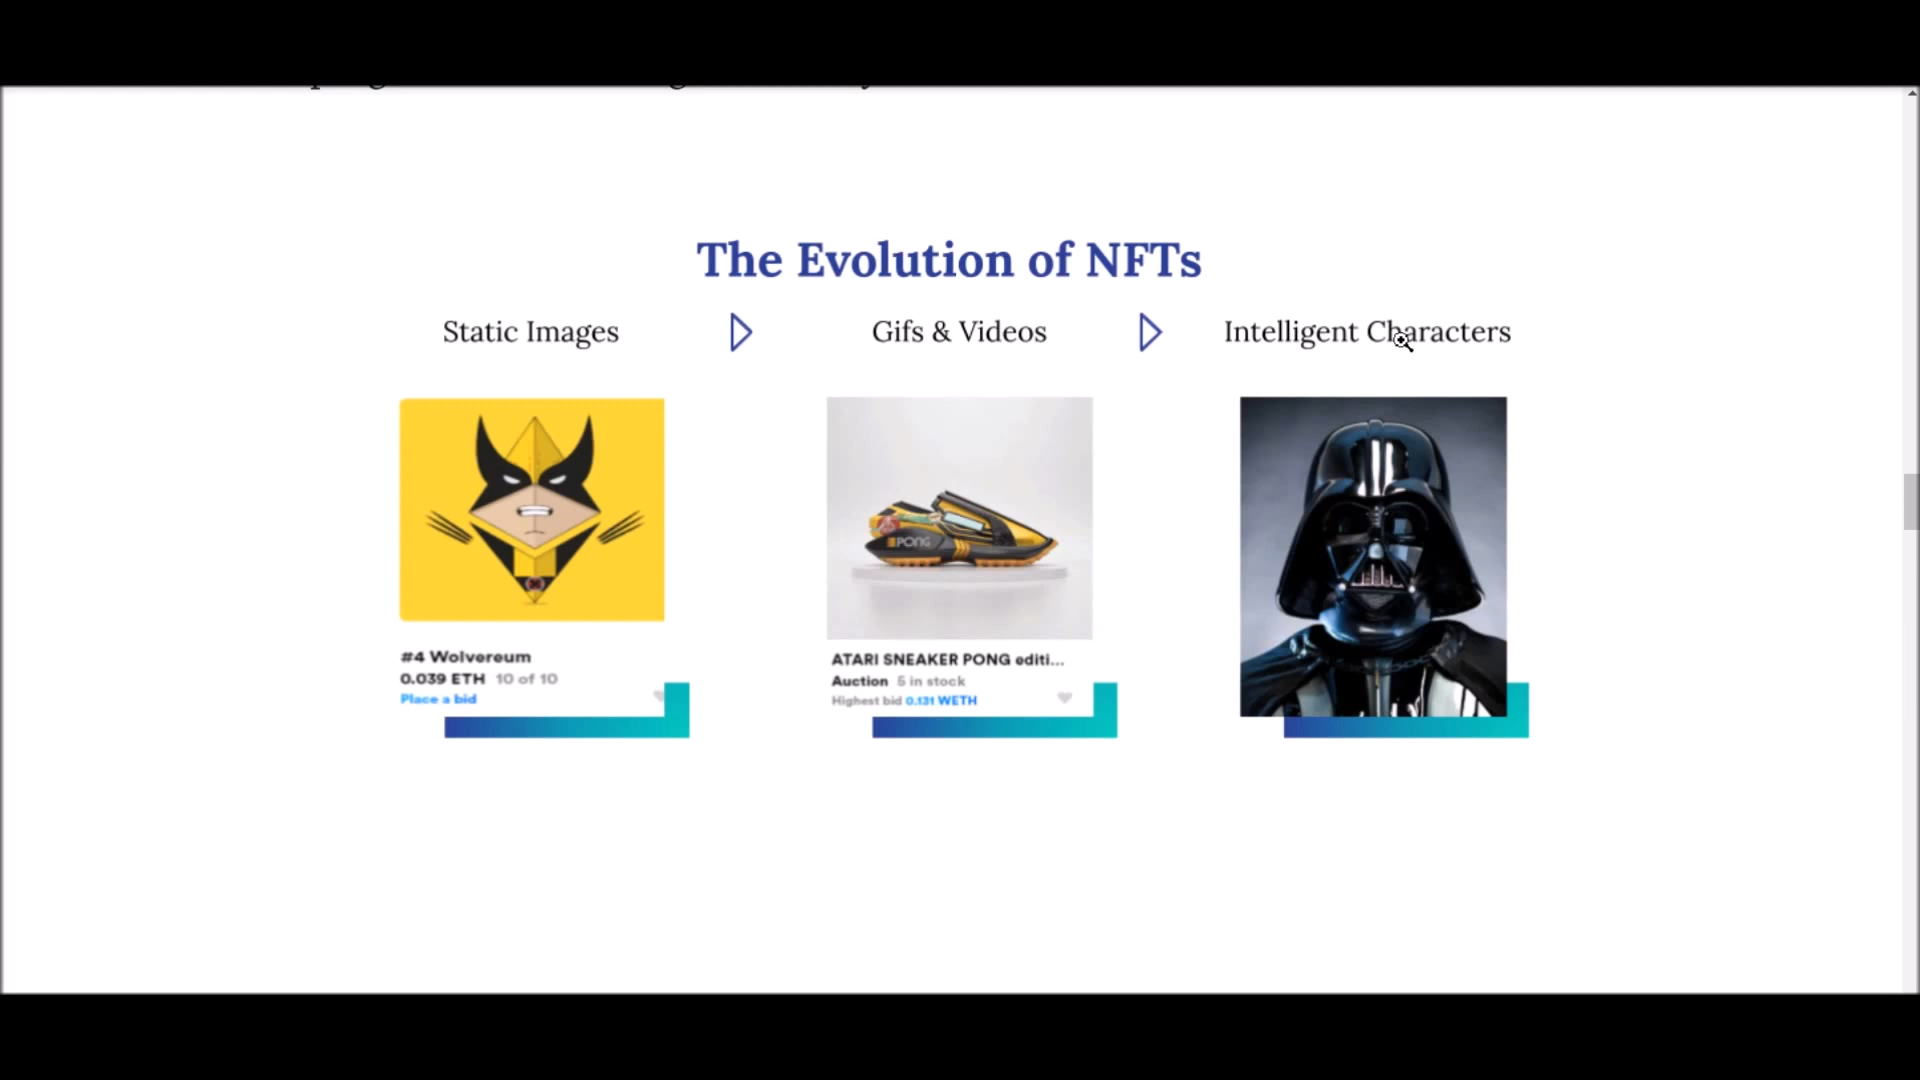 The Evolution of NFTs
Static Images
Gifs & Videos
Intelligent Characters
PONG
#4 Wolvereum
0.039 ETH 10 of 10
Place a bid
ATARI SNEAKER PONG editi...
Auction 5 in stock
Highest bid 0.131 WETH